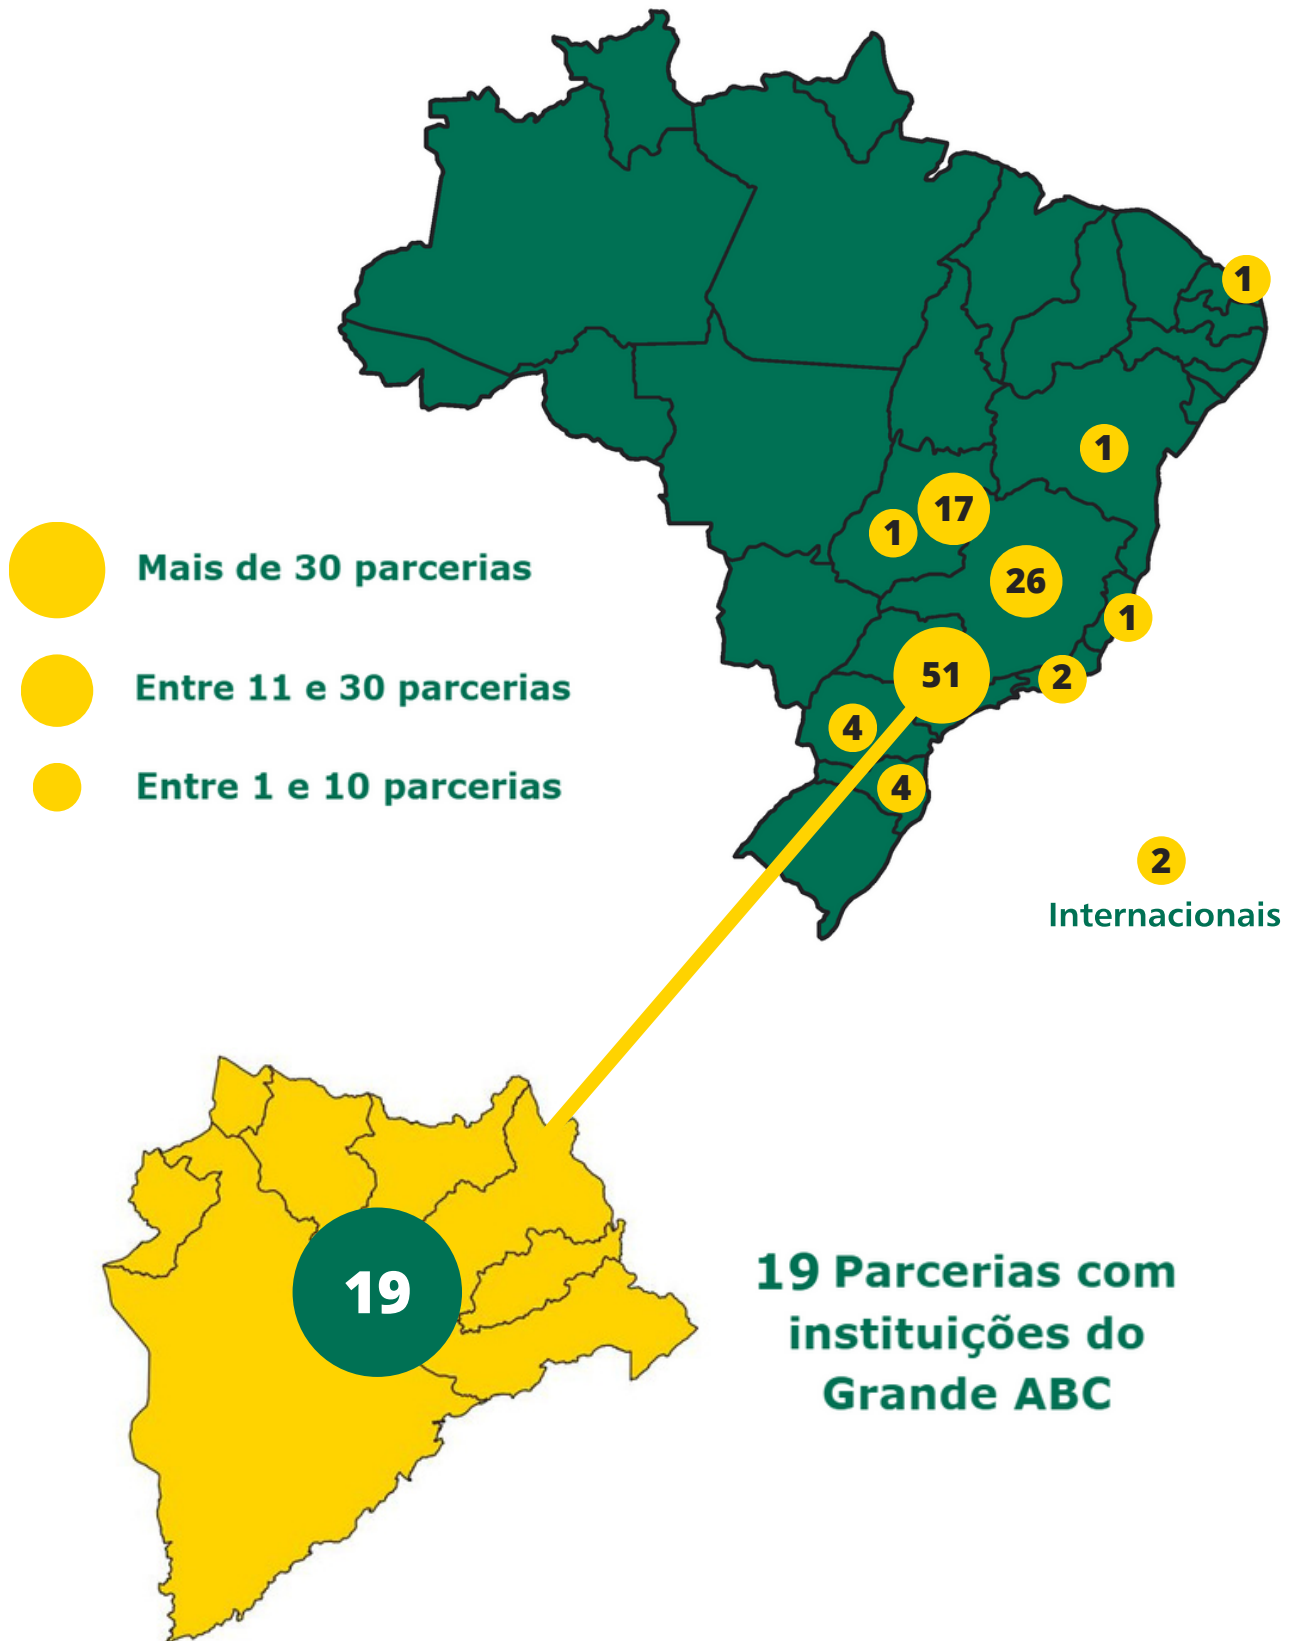 1
1
17
1
Mais de 30 parcerias
26
1
51
2
Entre 11 e 30 parcerias
4
Entre 1 e 10 parcerias
4
2
Internacionais
19
19 Parcerias com
instituições do
Grande ABC